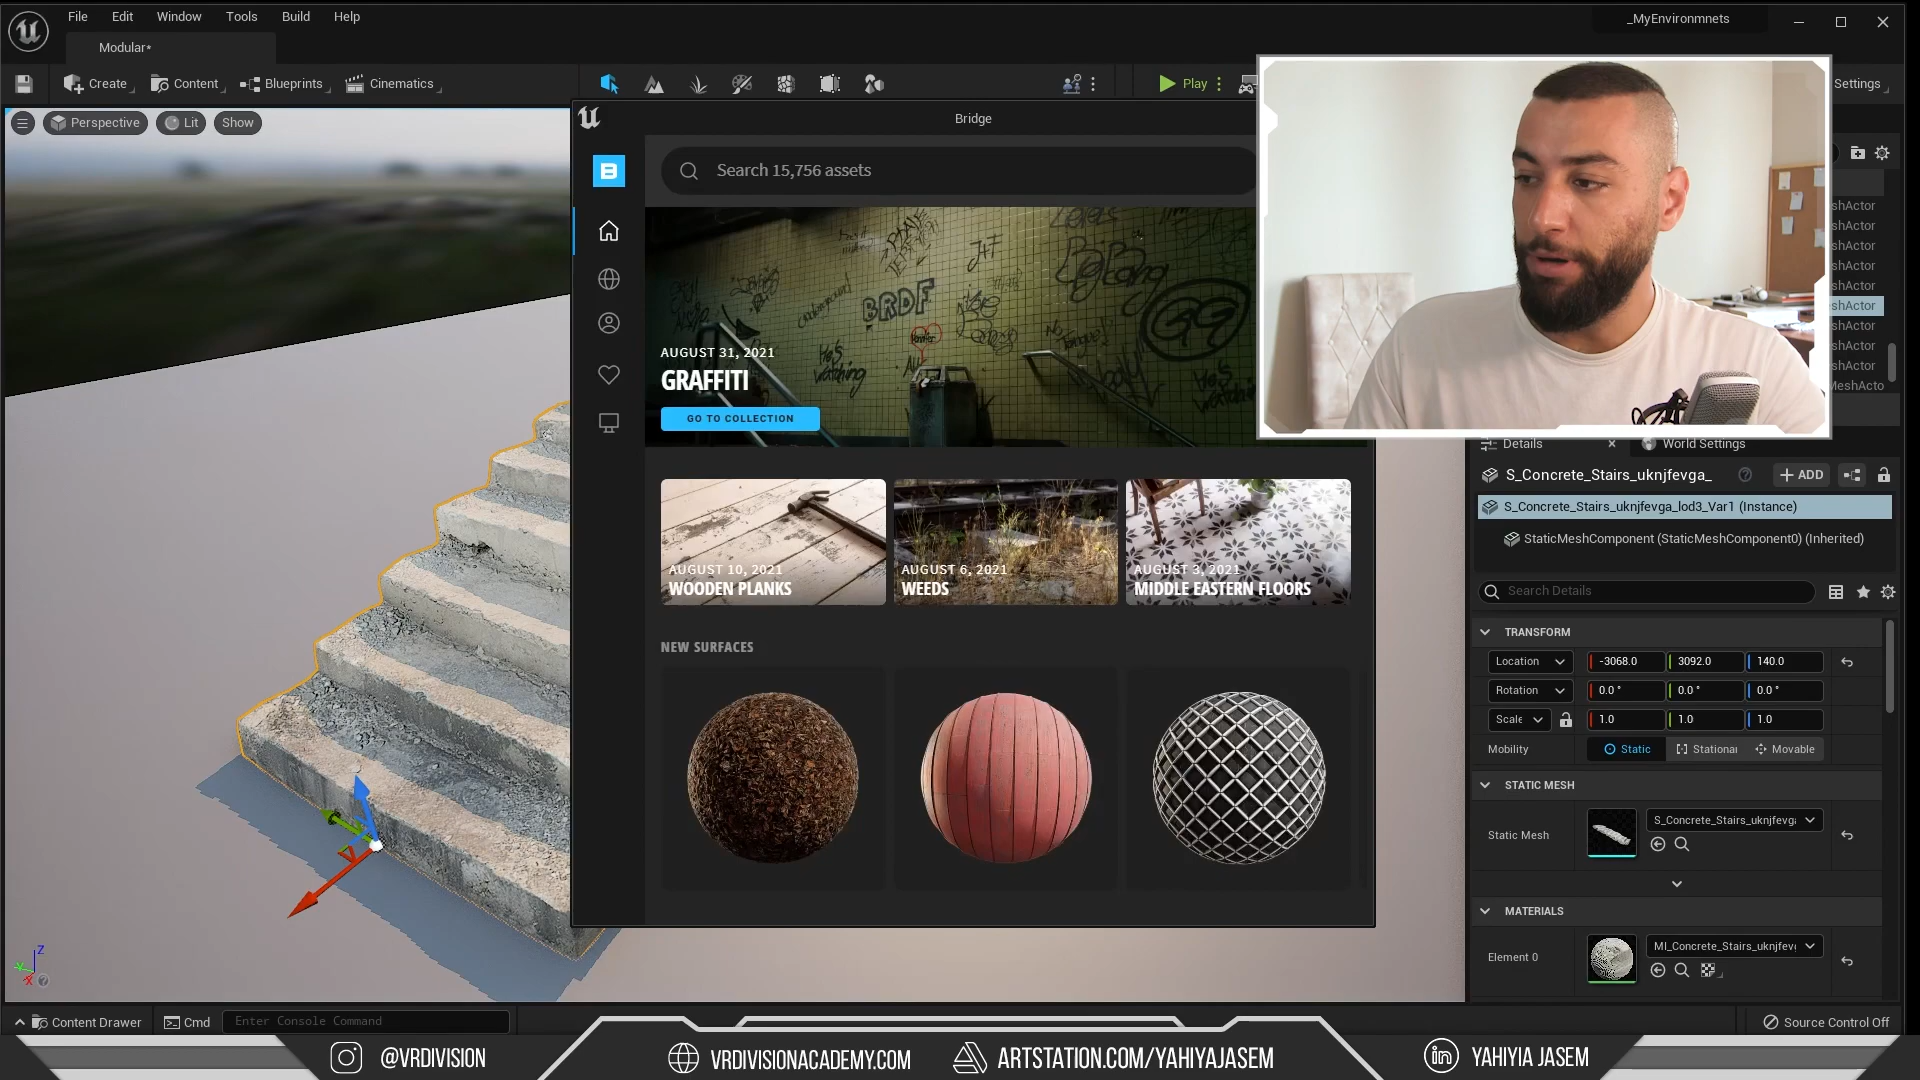 File Edit Window Tools Build Help
_MyEnvironmnets
Modular*
Create Content Blueprints Cinematics Play Settings
Perspective Lit Show
Bridge
Search 15,756 assets
BRDF
AUGUST 31, 2021
GRAFFITI
GO TO COLLECTION
AUGUST 10, 2021
WOODEN PLANKS
AUGUST 6, 2021
WEEDS
AUGUST 3, 2021
MIDDLE EASTERN FLOORS
NEW SURFACES
shActor
shActor
shActor
shActor
shActor
shActor
shActor
shActor
shActor
MeshActo
Details World Settings
S_Concrete_Stairs_uknjfevga_ ADD
S_Concrete_Stairs_uknjfevga_lod3_Var1 (Instance)
StaticMeshComponent (StaticMeshComponent0) (Inherited)
Search Details
TRANSFORM
Location -3068.0 3092.0 140.0
Rotation 0.0 ° 0.0 ° 0.0 °
Scale 1.0 1.0 1.0
Mobility Static Stationar Movable
STATIC MESH
S_Concrete_Stairs_uknjfevga
Static Mesh
MATERIALS
MI_Concrete_Stairs_uknjfev
Element 0
Z
Y
X
Content Drawer Cmd Enter Console Command Source Control Off
@VRDIVISION VRDIVISIONACADEMY.COM ARTSTATION.COM/YAHIYAJASEM YAHIYIA JASEM